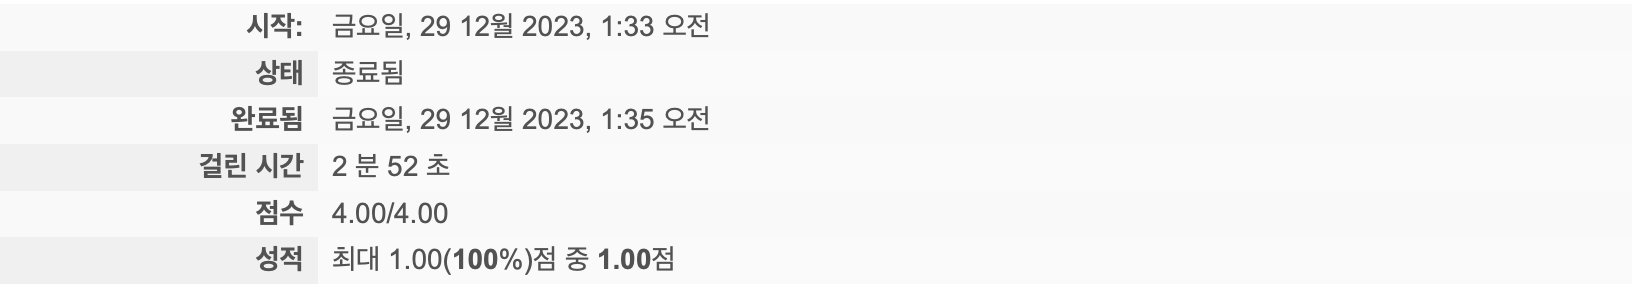 시작: 금요일, 29 12월 2023, 1:33 오전
상태 종료됨
완료됨 금요일, 29 12월 2023, 1:35 오전
걸린 시간 2 분 52 초
점수 4.00/4.00
성적 최대 1.00(100%)점 중 1.00점